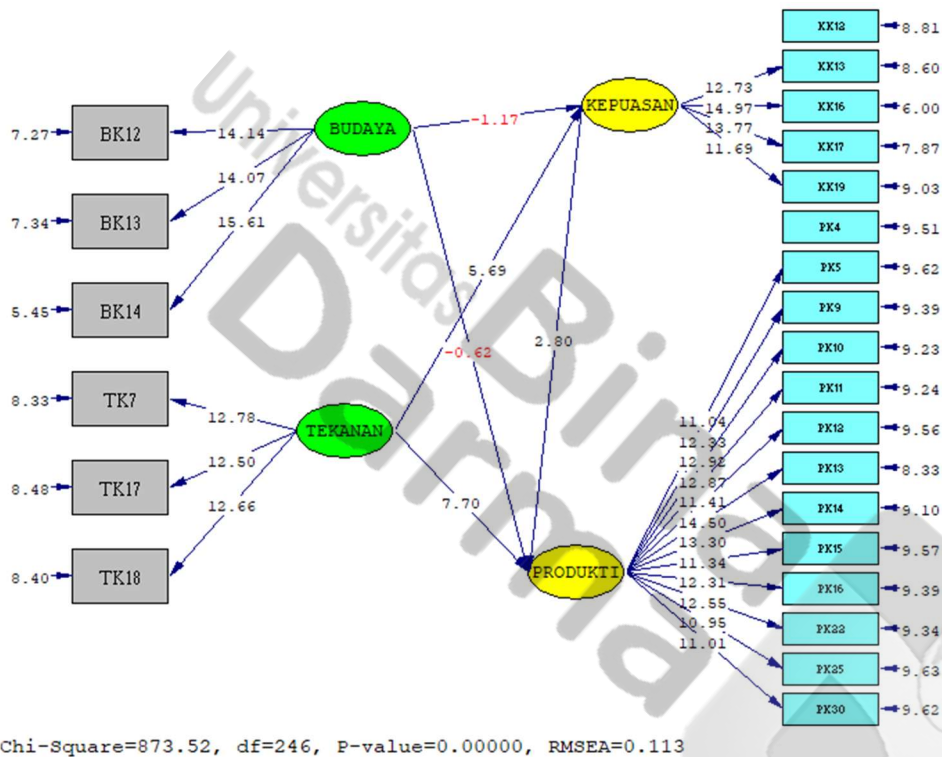 KK12 8.81
KK13 8.60
12.73
KEPUASAN
14.97
KK16 6.00
7.27 BK12 14.14 BUDAYA -1.17
13.77
KK17 7.87
11.69
14.07
KK19 9.03
7.34 BK13
15.61
PK4 9.51
5.69
PK5 9.62
5.45 BK14
PK9 9.39
-0.62 2.80
PK10 9.23
8.33 TK7
PK11 9.24
12.78
11.04
TEKANAN
PK12 9.56
12.33
12.50
12.92
PK13 8.33
8.48 TK17
12.87
11.41
12.66
7.70
14.50
PK14 9.10
13.30
PK15 9.57
11.34
8.40 TK18
PRODUKTI
PK16 9.39
12.31
12.55
PK22 9.34
10.95
11.01
PK25 9.63
PK30 9.62
Chi-Square=873.52, df=246, P-value=0.00000, RMSEA=0.113
Universitas
Bina
Darma